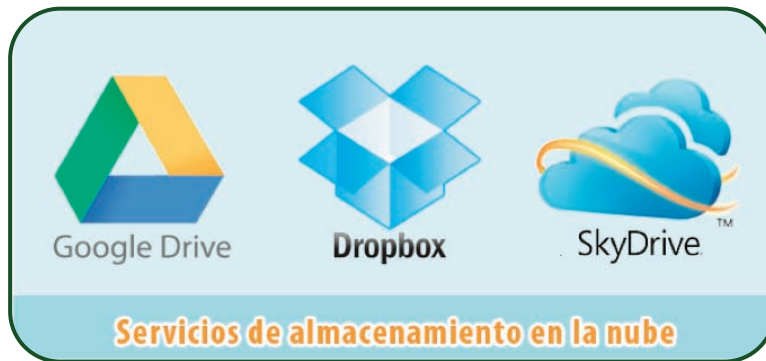 Google Drive
Dropbox
SkyDrive
TM
Servicios de almacenamiento en la nube